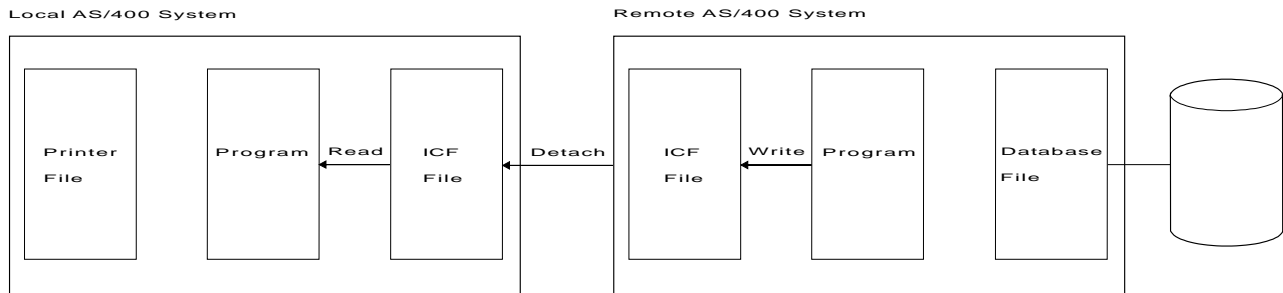 Local AS/400 System
Remote AS/400 System
Printer
File
Program
Read
ICF
File
Detach
ICF
File
Write
Program
Database
File